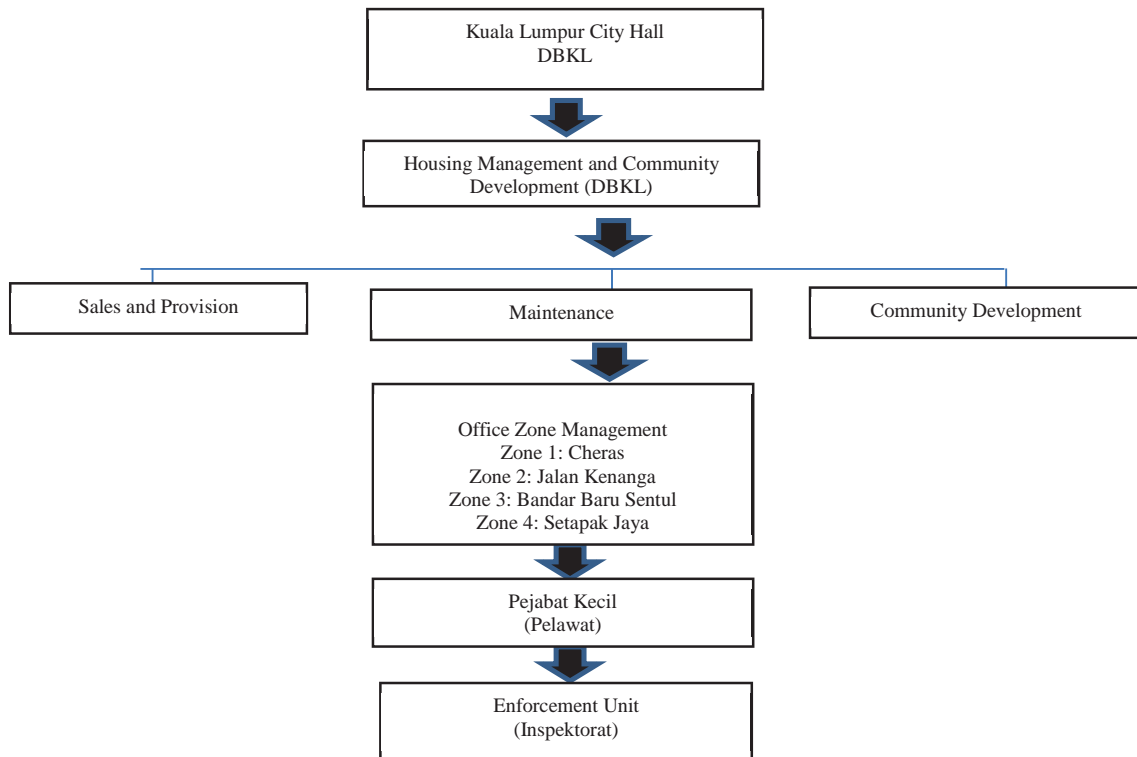 Kuala Lumpur City Hall
DBKL
Housing Management and Community
Development (DBKL)
Sales and Provision
Maintenance
Community Development
Office Zone Management
Zone 1: Cheras
Zone 2: Jalan Kenanga
Zone 3: Bandar Baru Sentul
Zone 4: Setapak Jaya
Pejabat Kecil
(Pelawat)
Enforcement Unit
(Inspektorat)